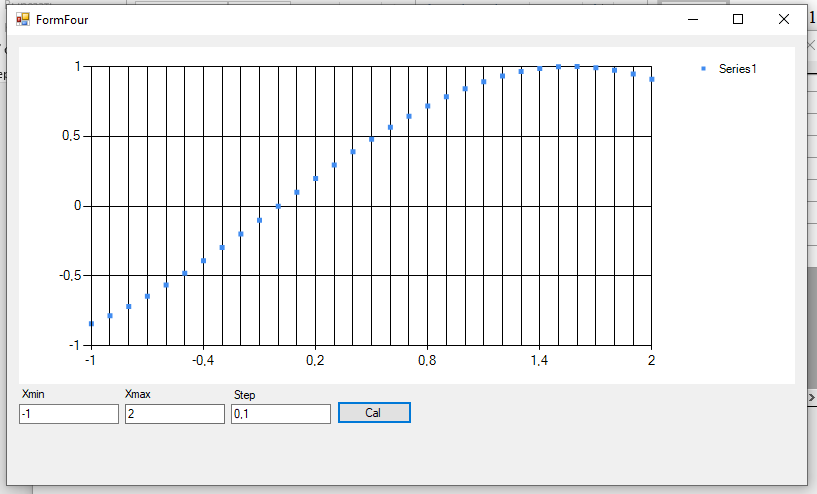 FormFour
1
Series1
1
0,5
0
-0,5
-1
-1 -0,4 0,2 0,8 1,4 2
Xmin Xmax Step
-1 2 0,1 Cal